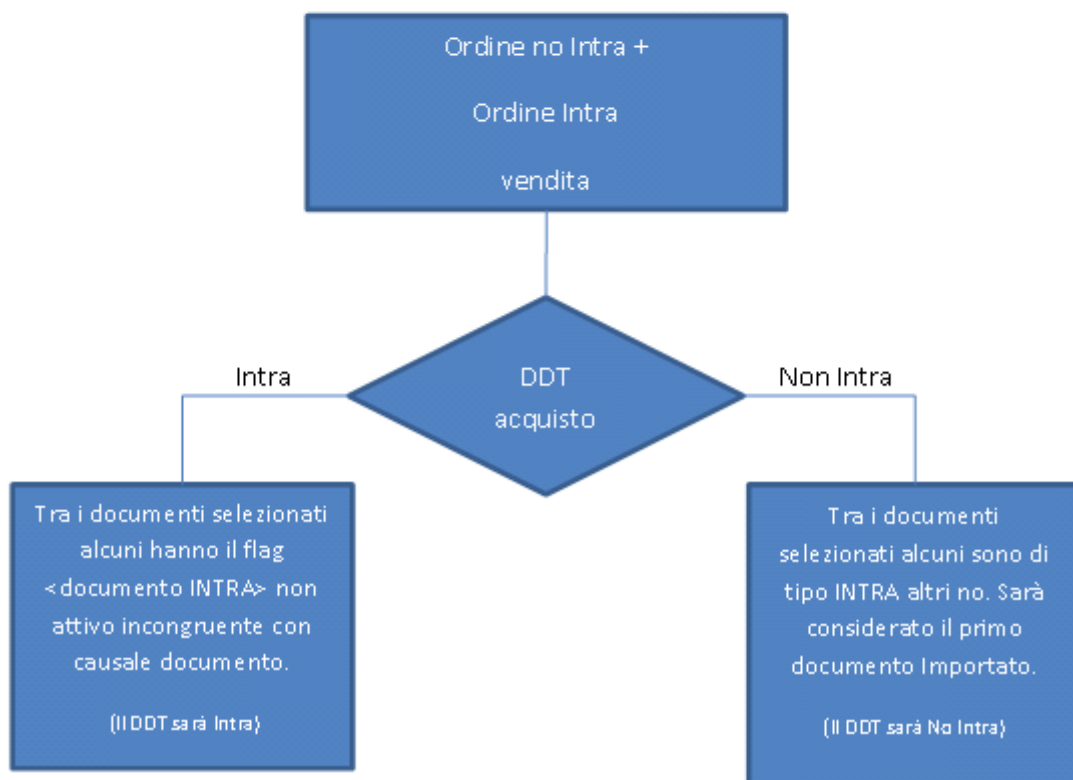 Ordine no Intra +
Ordine Intra
vendita
Intra
DDT
acquisto
Non Intra
Tra i documenti selezionati
alcuni hanno il flag
<documento INTRA> non
attivo incongruente con
causale documento.
(Il DDT sarà Intra)
Tra i documenti
selezionati alcuni sono di
tipo INTRA altri no. Sarà
considerato il primo
documento Importato.
(Il DDT sarà No Intra)